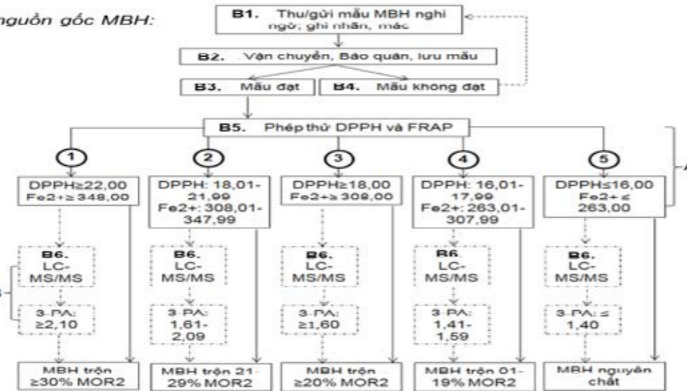 nguồn gốc MBH:
B1. Thu/gửi mẫu MBH nghi
ngờ; ghi nhãn, mác
B2. Vận chuyển, Bảo quản, lưu mẫu
B3. Mẫu đạt
B4. Mẫu không đạt
B5. Phép thử DPPH và FRAP
1
2
3
4
5
DPPH≥22,00
Fe2+≥348,00
DPPH: 18,01-
21,99
Fe2+: 308,01-
347,99
DPPH≥18,00
Fe2+≥308,00
DPPH: 16,01-
17,99
Fe2+: 263,01-
307,99
DPPH≤16,00
Fe2+ ≤
263,00
B6.
LC-
MS/MS
B6.
LC-
MS/MS
B6.
LC-
MS/MS
B6.
LC-
MS/MS
B6.
LC-
MS/MS
3-PA:
≥2,10
3-PA:
1,61-
2,09
3-PA:
≥1,60
3-PA:
1,41-
1,59
3-PA: ≤
1,40
MBH trộn
≥30% MOR2
MBH trộn 21-
29% MOR2
MBH trộn
≥20% MOR2
MBH trộn 01-
19% MOR2
MBH nguyên
chất